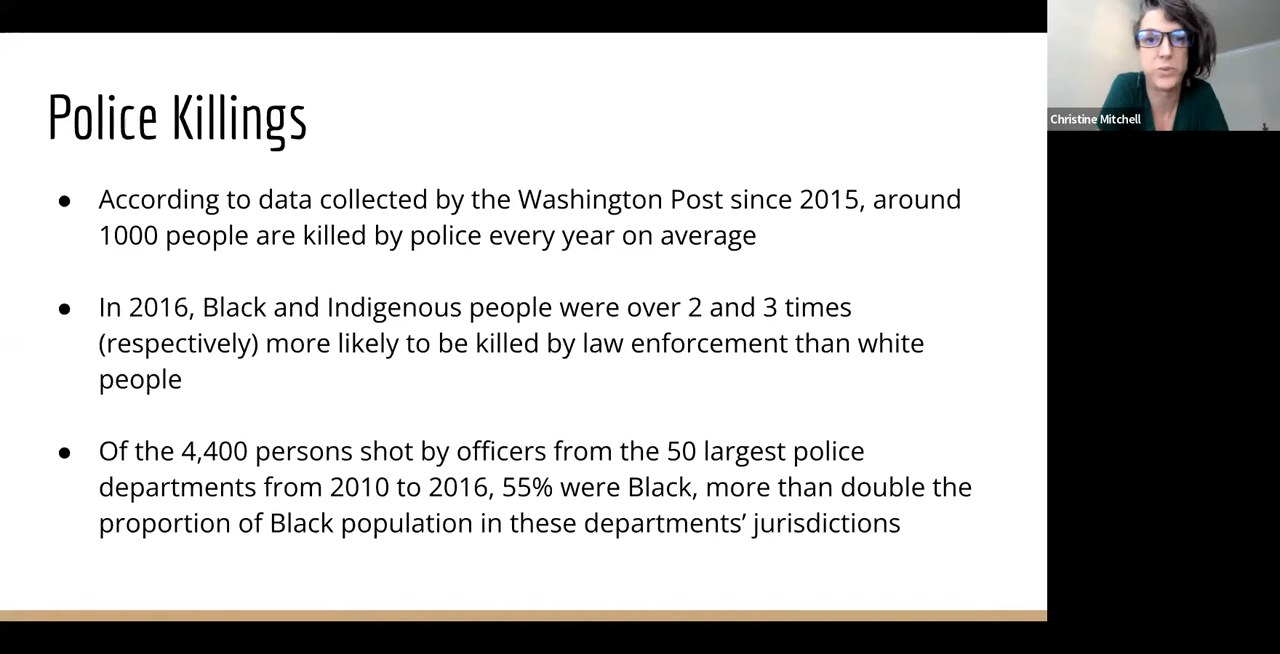 Police Killings
● According to data collected by the Washington Post since 2015, around
1000 people are killed by police every year on average
● In 2016, Black and Indigenous people were over 2 and 3 times
(respectively) more likely to be killed by law enforcement than white
people
● Of the 4,400 persons shot by officers from the 50 largest police
departments from 2010 to 2016, 55% were Black, more than double the
proportion of Black population in these departments’ jurisdictions
Christine Mitchell